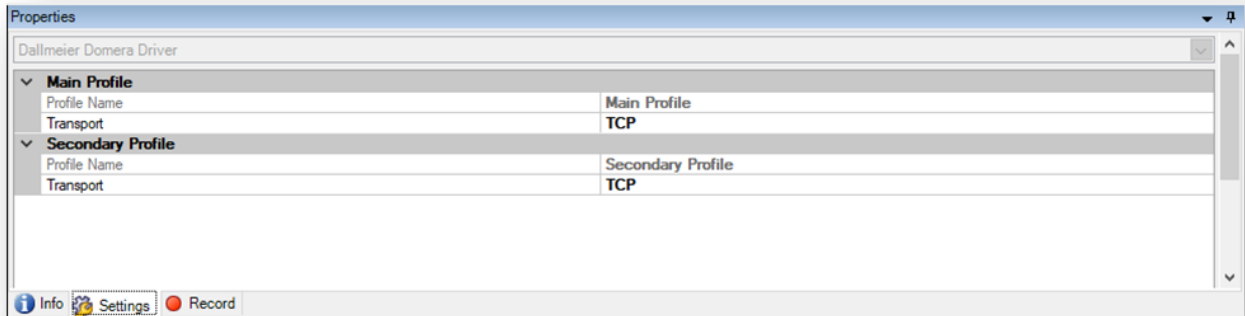 Properties
Dallmeier Domera Driver
Main Profile
Profile Name Main Profile
Transport TCP
Secondary Profile
Profile Name Secondary Profile
Transport TCP
Info Settings Record